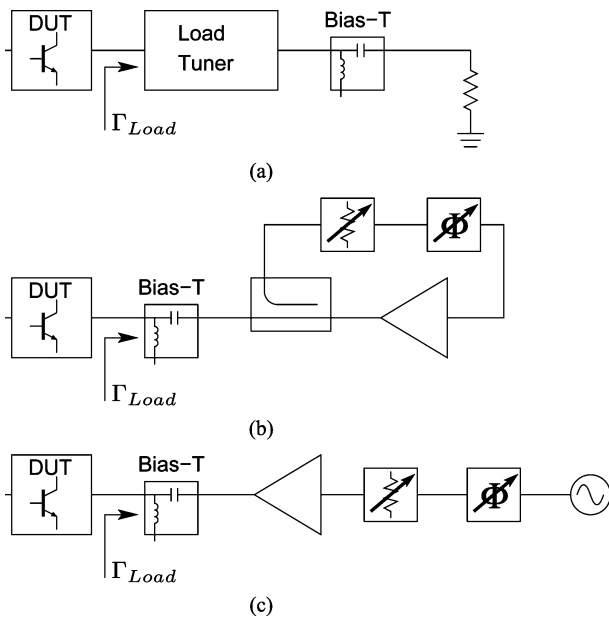 DUT
Load
Tuner
Bias-T
Γ_Load
(a)
Φ
DUT
Bias-T
Γ_Load
(b)
DUT
Bias-T
Φ
Γ_Load
(c)